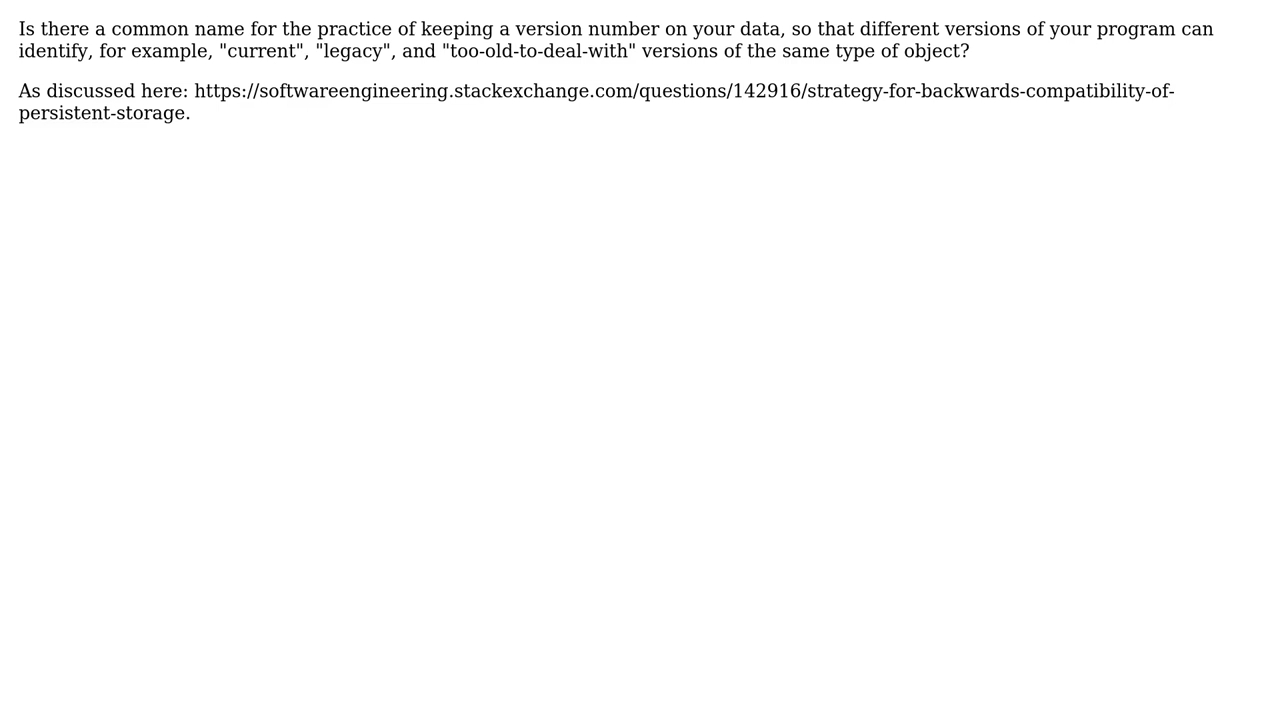 Is there a common name for the practice of keeping a version number on your data, so that different versions of your program can
identify, for example, "current", "legacy", and "too-old-to-deal-with" versions of the same type of object?
As discussed here: https://softwareengineering.stackexchange.com/questions/142916/strategy-for-backwards-compatibility-of-
persistent-storage.